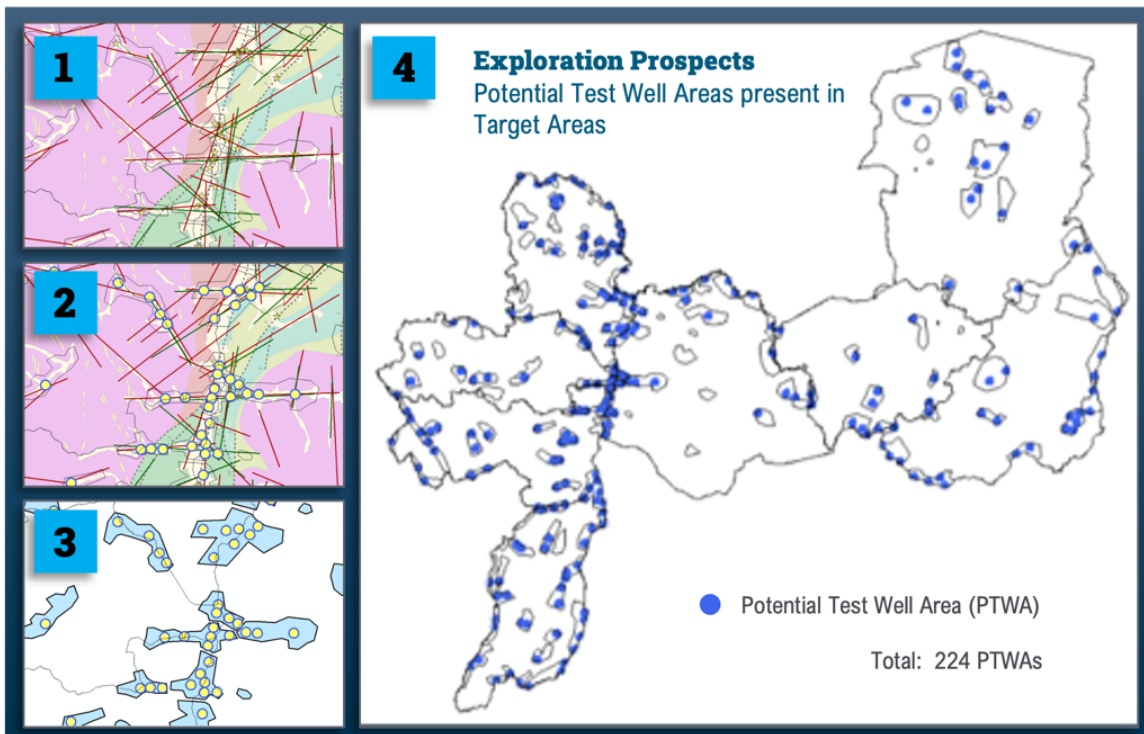 1
2
3
4
Exploration Prospects
Potential Test Well Areas present in
Target Areas
Potential Test Well Area (PTWA)
Total: 224 PTWAs